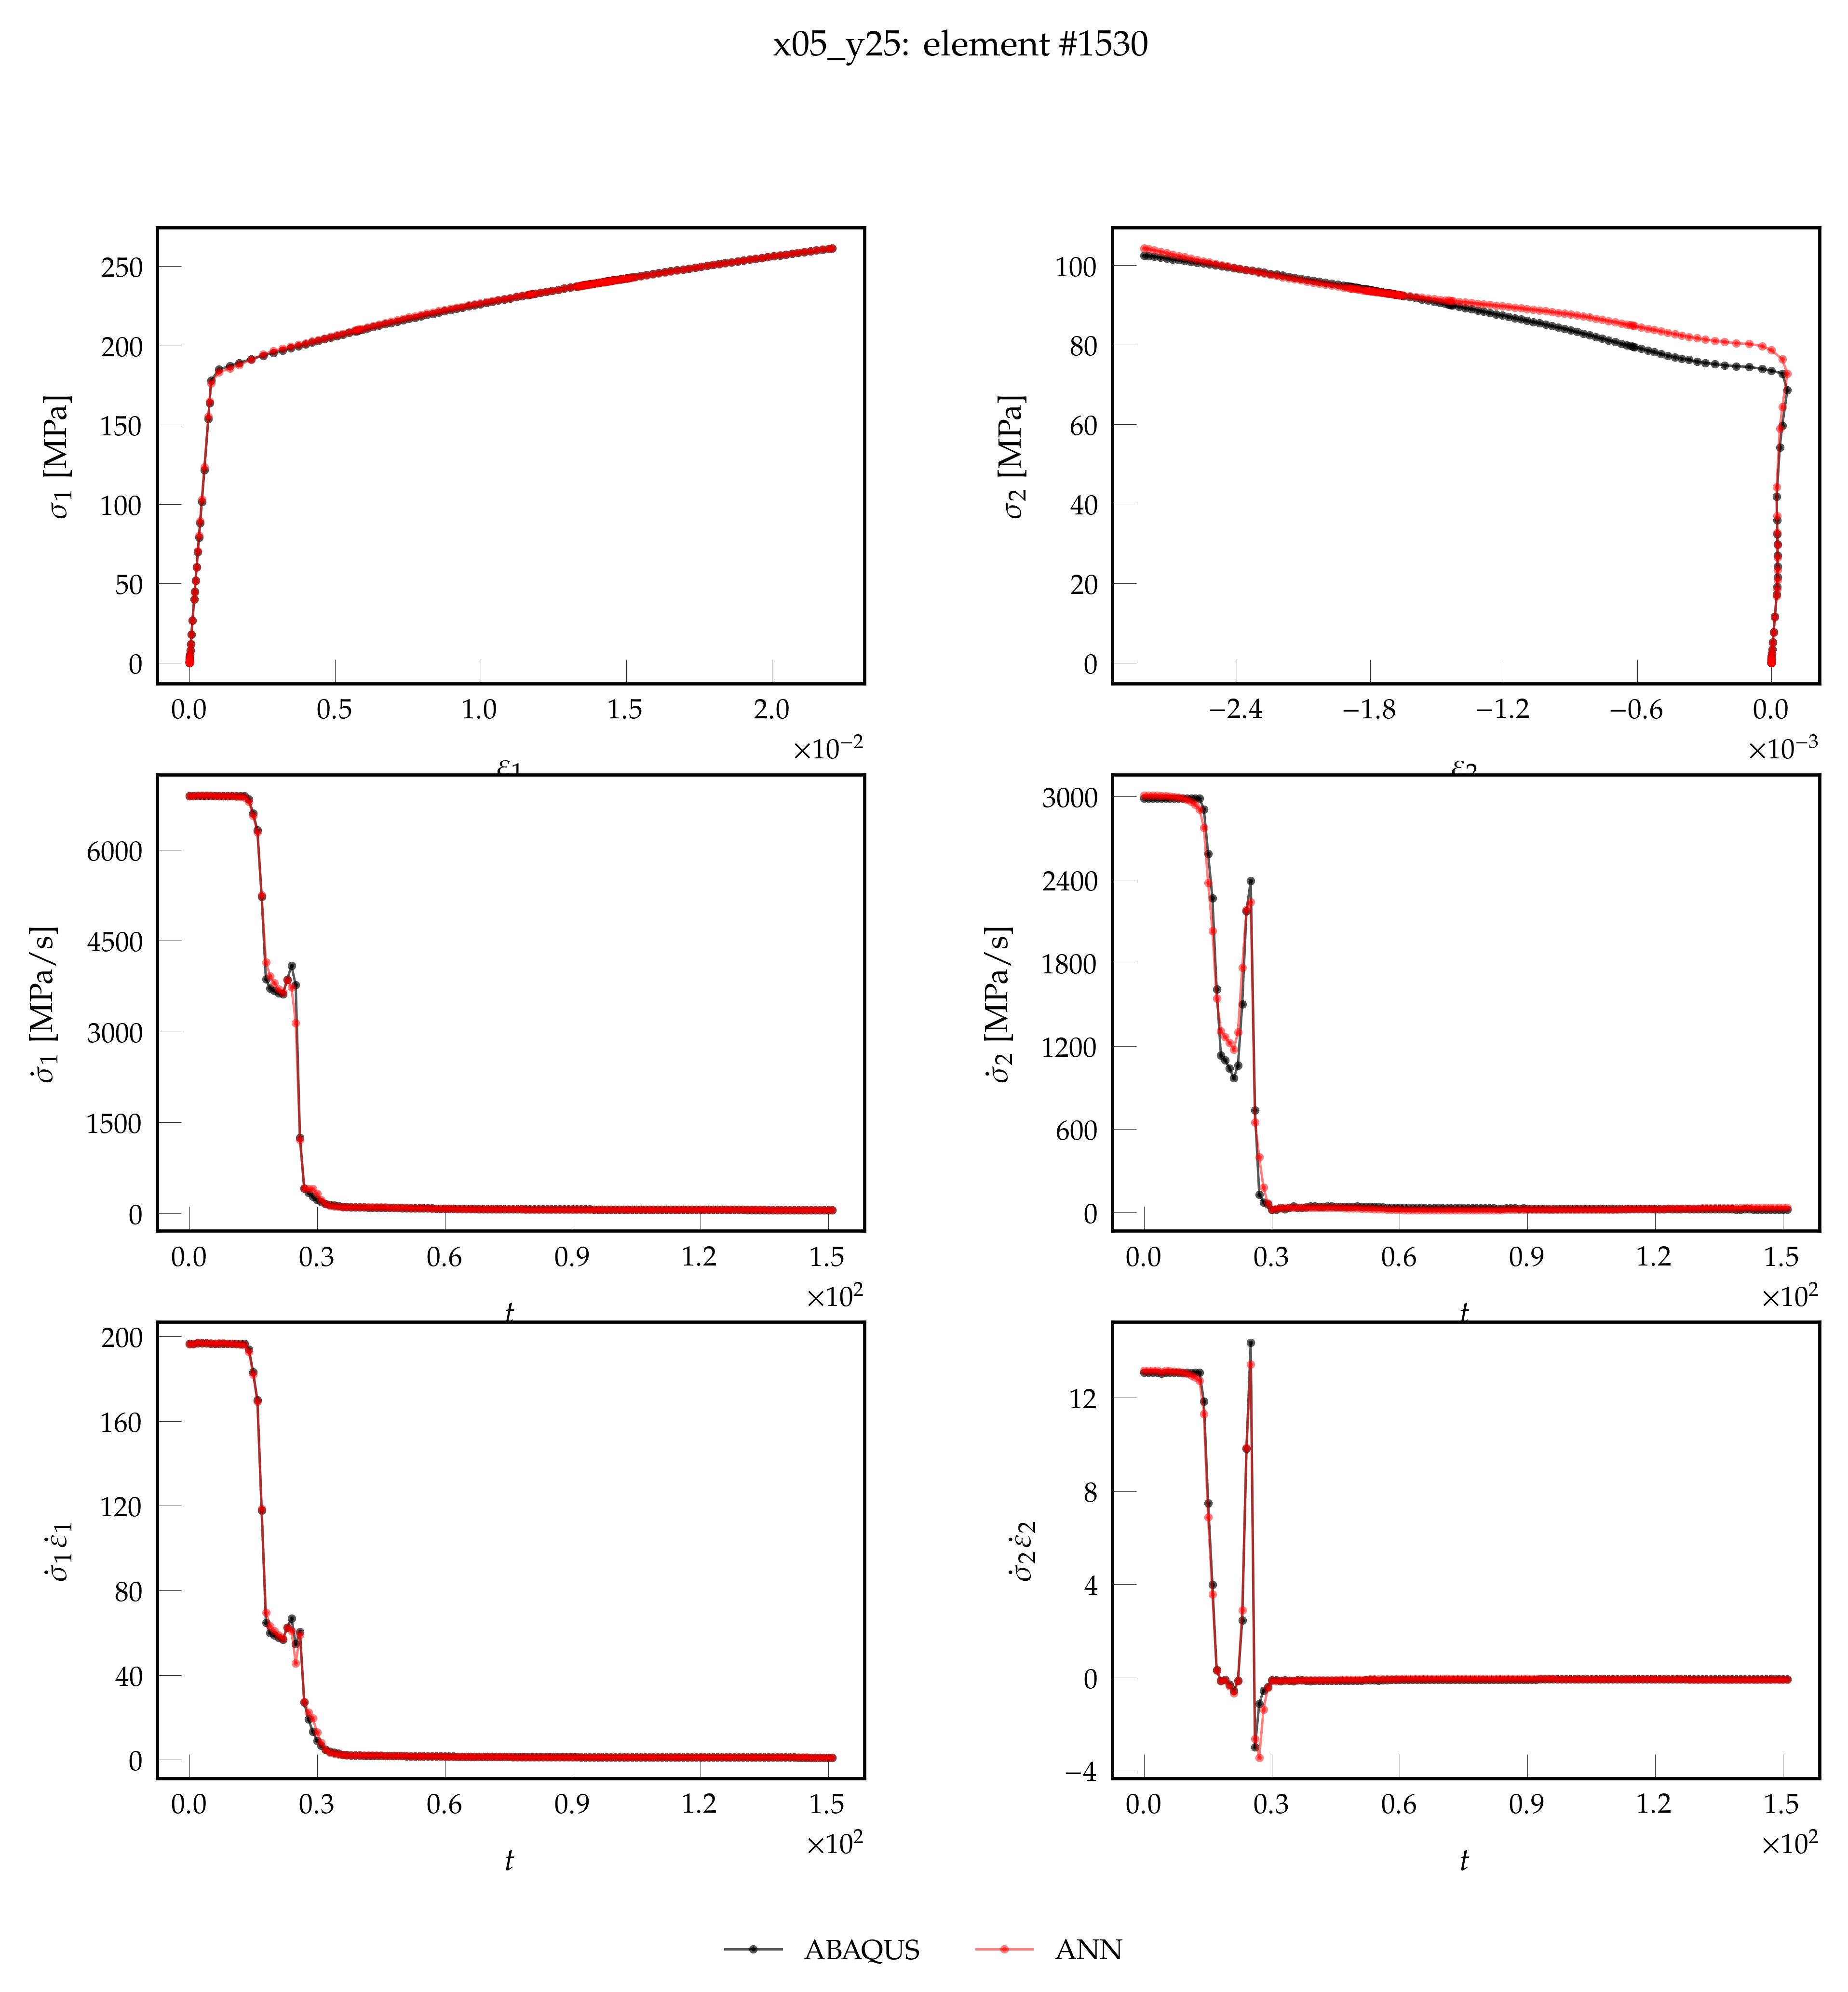 x05_y25: element #1530
σ1 [MPa]
250
200
150
100
50
0
0.0 0.5 1.0 1.5 2.0
×10−2
ε1
σ2 [MPa]
100
80
60
40
20
0
−2.4 −1.8 −1.2 −0.6 0.0
×10−3
ε2
σ̇1 [MPa/s]
6000
4500
3000
1500
0
0.0 0.3 0.6 0.9 1.2 1.5
×10²
t
σ̇2 [MPa/s]
3000
2400
1800
1200
600
0
0.0 0.3 0.6 0.9 1.2 1.5
×10²
t
σ̇1ε̇1
200
160
120
80
40
0
0.0 0.3 0.6 0.9 1.2 1.5
×10²
t
σ̇2ε̇2
12
8
4
0
−4
0.0 0.3 0.6 0.9 1.2 1.5
×10²
t
ABAQUS ANN